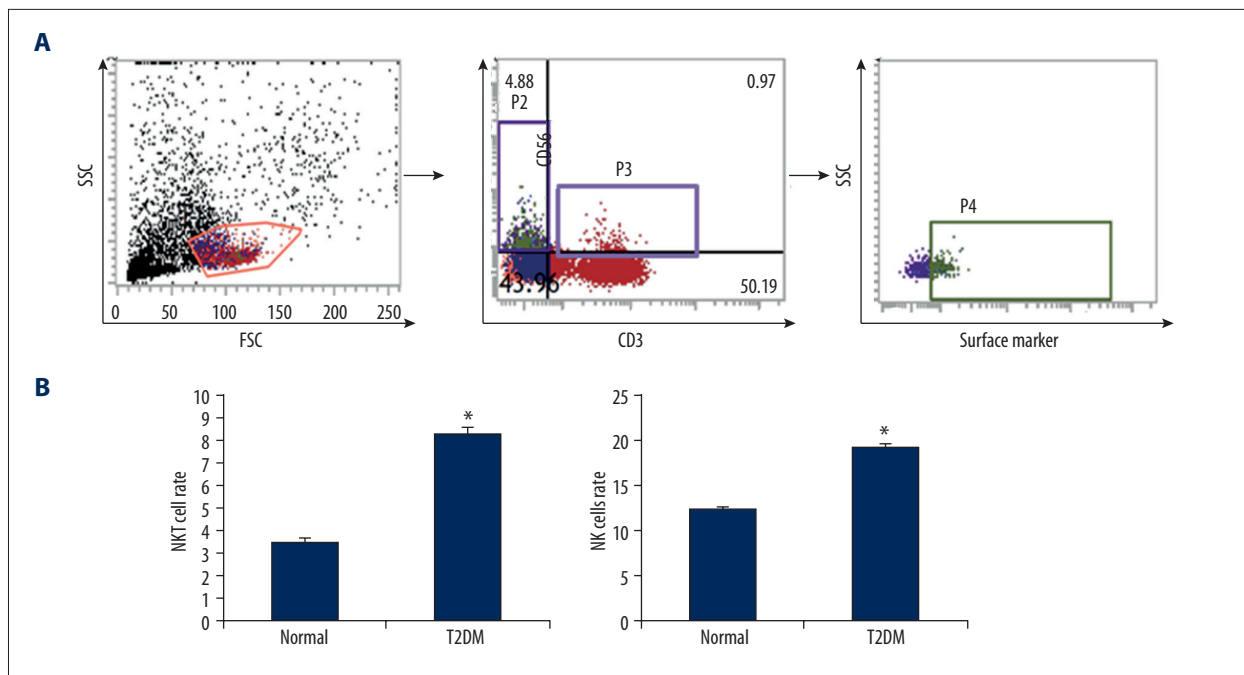 A
SSC
0 50 100 150 200 250
FSC
4.88
P2
CD56
0.97
P3
43.96
50.19
CD3
SSC
P4
Surface marker
B
NKT cell rate
10
9
8
7
6
5
4
3
2
1
0
*
Normal T2DM
NK cells rate
25
20
15
10
5
0
*
Normal T2DM